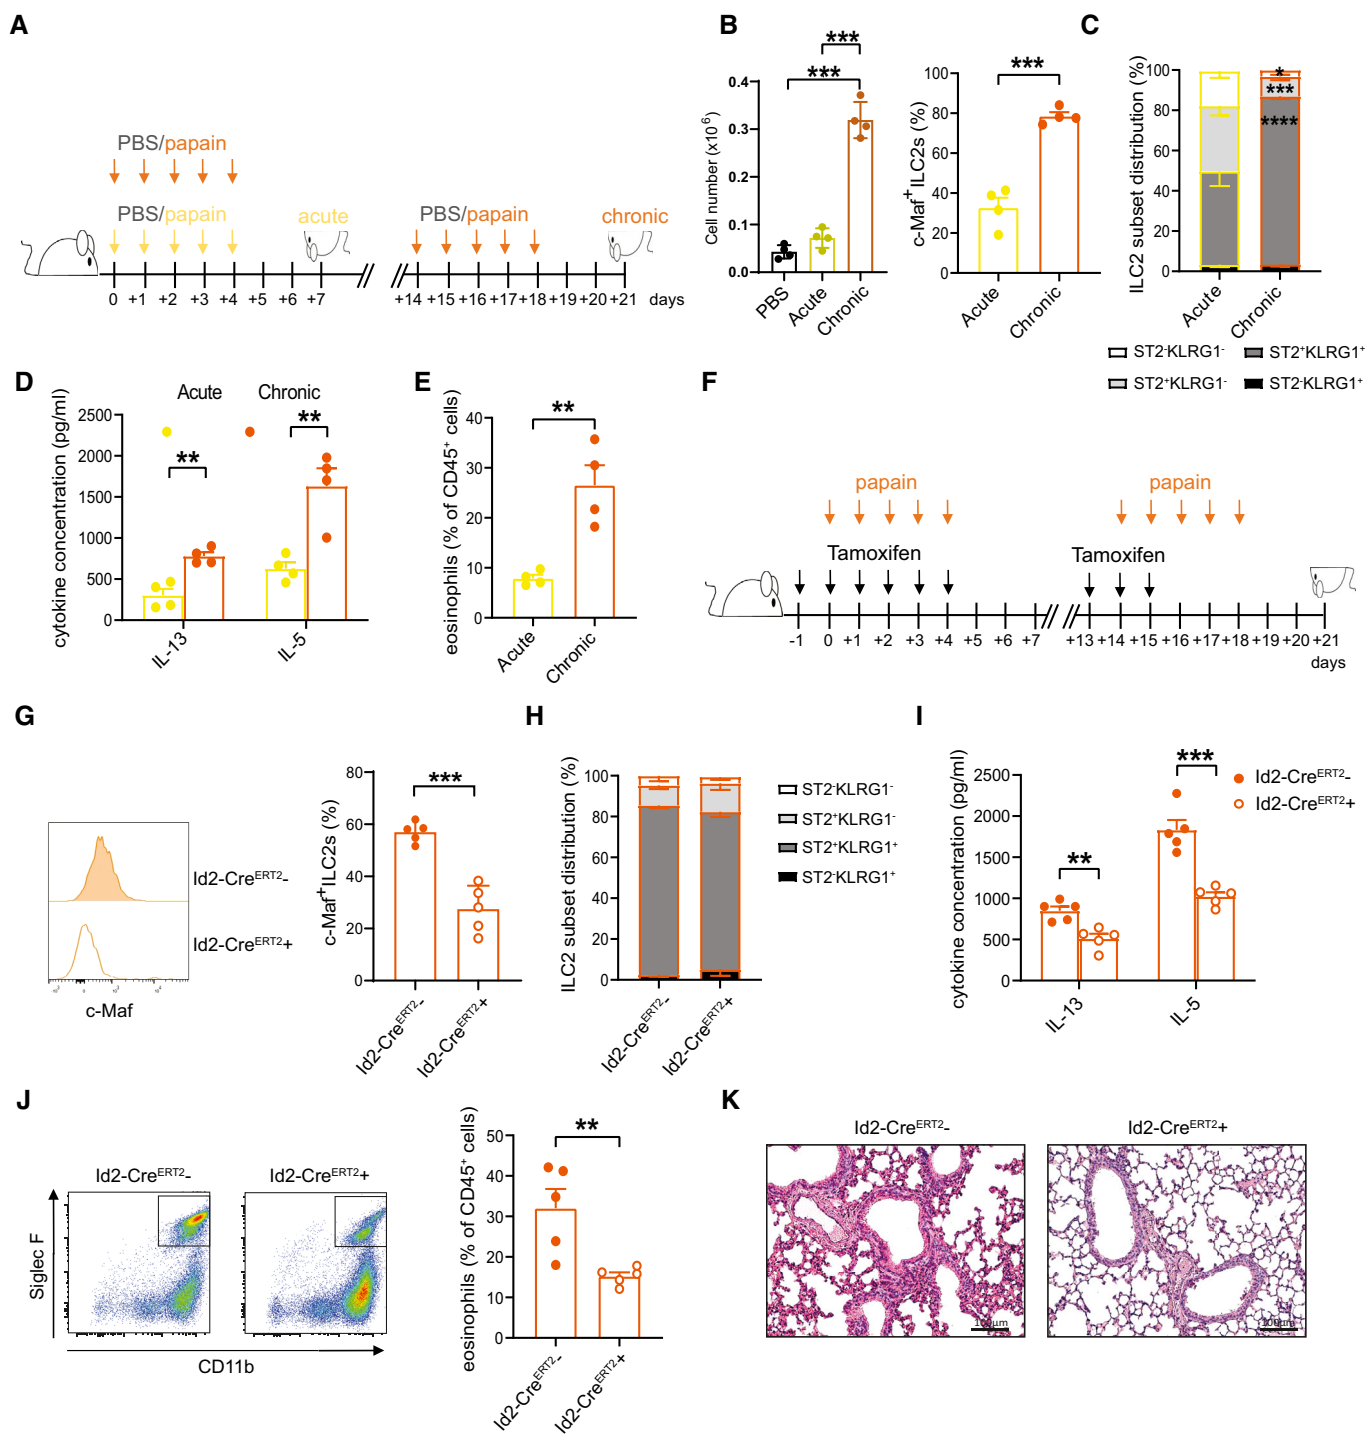 A
PBS/papain
PBS/papain
acute
PBS/papain
chronic
0 +1 +2 +3 +4 +5 +6 +7 +14 +15 +16 +17 +18 +19 +20 +21 days
B
Cell number (x10⁶)
0.4
0.3
0.2
0.1
0.0
***
***
PBS
Acute
Chronic
c-Maf⁺ILC2s (%)
100
80
60
40
20
0
***
Acute
Chronic
C
ILC2 subset distribution (%)
100
80
60
40
20
0
*
***
****
Acute
Chronic
ST2⁻KLRG1⁻ ST2⁺KLRG1⁺
ST2⁺KLRG1⁻ ST2⁻KLRG1⁺
D
Acute Chronic
cytokine concentration (pg/ml)
2500
2000
1500
1000
500
0
**
**
IL-13
IL-5
E
eosinophils (% of CD45⁺ cells)
40
30
20
10
0
**
Acute
Chronic
F
papain papain
Tamoxifen Tamoxifen
-1 0 +1 +2 +3 +4 +5 +6 +7 +13 +14 +15 +16 +17 +18 +19 +20 +21
days
G
Id2-Creᴱᴿᵀ²-
Id2-Creᴱᴿᵀ²+
c-Maf
c-Maf⁺ILC2s (%)
80
60
40
20
0
***
Id2-Creᴱᴿᵀ²-
Id2-Creᴱᴿᵀ²+
H
ILC2 subset distribution (%)
100
80
60
40
20
0
Id2-Creᴱᴿᵀ²-
Id2-Creᴱᴿᵀ²+
ST2⁻KLRG1⁻
ST2⁺KLRG1⁻
ST2⁺KLRG1⁺
ST2⁻KLRG1⁺
I
cytokine concentration (pg/ml)
2500
2000
1500
1000
500
0
**
***
IL-13
IL-5
Id2-Creᴱᴿᵀ²-
Id2-Creᴱᴿᵀ²+
J
Id2-Creᴱᴿᵀ²- Id2-Creᴱᴿᵀ²+
Siglec F
CD11b
eosinophils (% of CD45⁺ cells)
50
40
30
20
10
0
**
Id2-Creᴱᴿᵀ²-
Id2-Creᴱᴿᵀ²+
K
Id2-Creᴱᴿᵀ²- Id2-Creᴱᴿᵀ²+
100µm 100µm